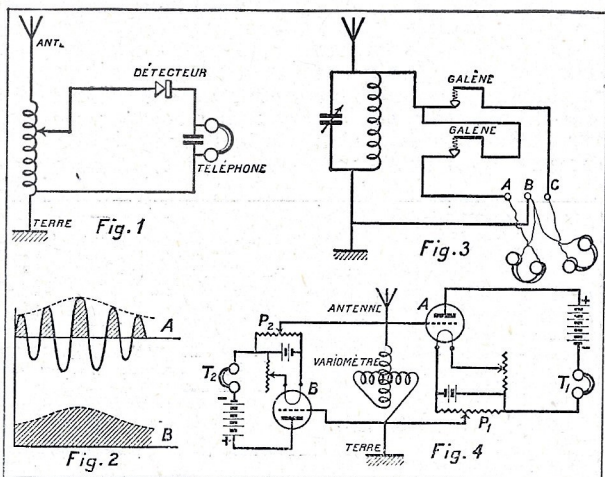 ANT.
DÉTECTEUR
TÉLÉPHONE
TERRE
Fig. 1
GALÈNE
GALÈNE
A B C
Fig. 3
A
B
Fig. 2
ANTENNE
A
P2
VARIOMÈTRE
T2
B
T1
P1
TERRE
Fig. 4